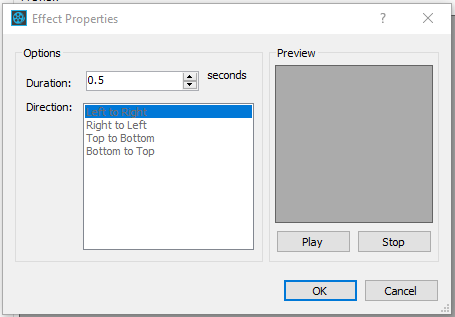 Effect Properties
?
Options
Duration:
0.5
seconds
Direction:
Left to Right
Right to Left
Top to Bottom
Bottom to Top
Preview
Play
Stop
OK
Cancel